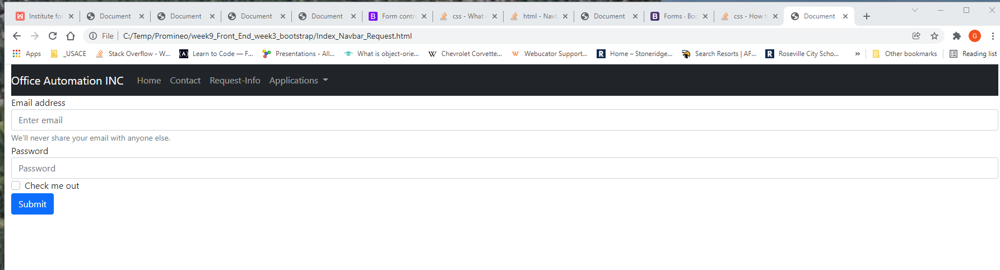 Institute for Document Document Document Document Form contr css - What i html - Navb Document Forms · Boo css - How t Document
File C:/Temp/Promineo/week9_Front_End_week3_bootstrap/Index_Navbar_Request.html G
Apps _USACE Stack Overflow - W... Learn to Code — F... Presentations - All... What is object-orie... Chevrolet Corvette... Webucator Support... Home – Stoneridge... Search Resorts | AF... Roseville City Scho... » Other bookmarks Reading list
Office Automation INC Home Contact Request-Info Applications
Email address
Enter email
We'll never share your email with anyone else.
Password
Password
Check me out
Submit